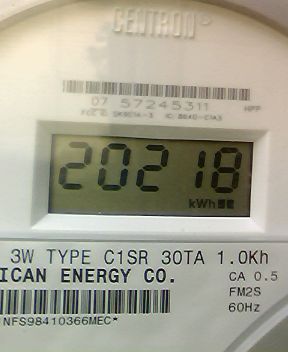 CENTRON
07 57245311
20218
kWh
3W TYPE C1SR 30TA 1.0Kh
ICAN ENERGY CO.
CA 0.5
FM2S
60Hz
NFS98410366MEC*